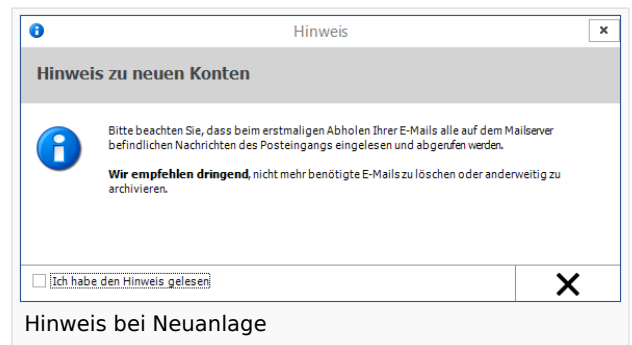 Hinweis
Hinweis zu neuen Konten
Bitte beachten Sie, dass beim erstmaligen Abholen Ihrer E-Mails alle auf dem Mailserver
befindlichen Nachrichten des Posteingangs eingelesen und abgerufen werden.
Wir empfehlen dringend, nicht mehr benötigte E-Mails zu löschen oder anderweitig zu
archivieren.
Ich habe den Hinweis gelesen
Hinweis bei Neuanlage